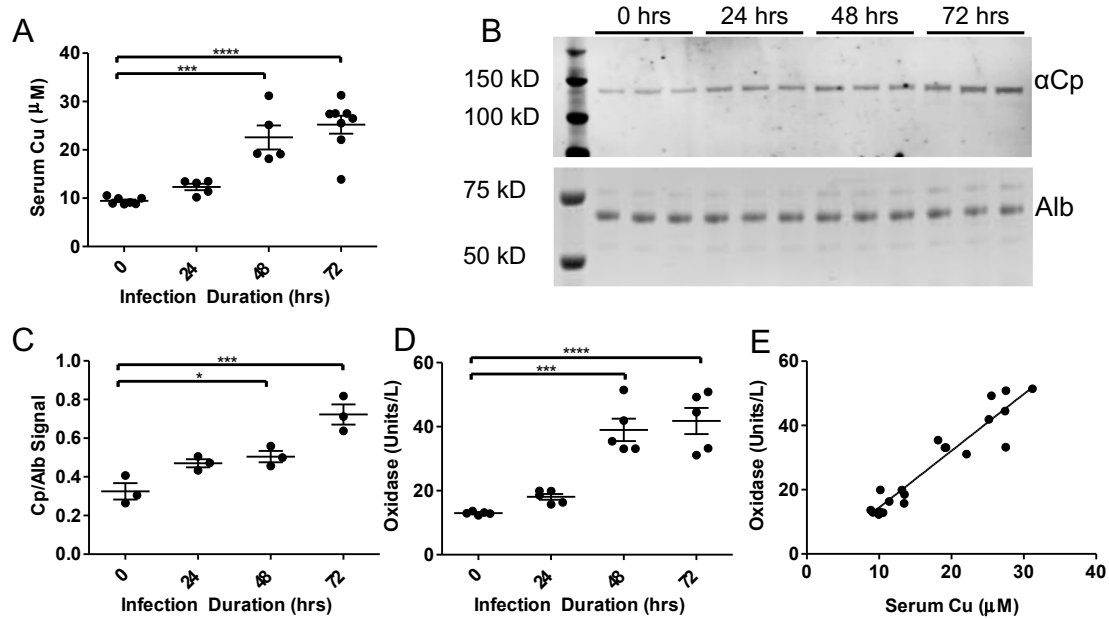 A
Serum Cu (μM)
40
30
20
10
0
****
***
0
24
48
72
Infection Duration (hrs)
B
0 hrs
24 hrs
48 hrs
72 hrs
150 kD
100 kD
αCp
75 kD
50 kD
Alb
C
Cp/Alb Signal
1.0
0.8
0.6
0.4
0.2
0.0
***
*
0
24
48
72
Infection Duration (hrs)
D
Oxidase (Units/L)
60
40
20
0
****
***
0
24
48
72
Infection Duration (hrs)
E
Oxidase (Units/L)
60
40
20
0
0
10
20
30
40
Serum Cu (μM)